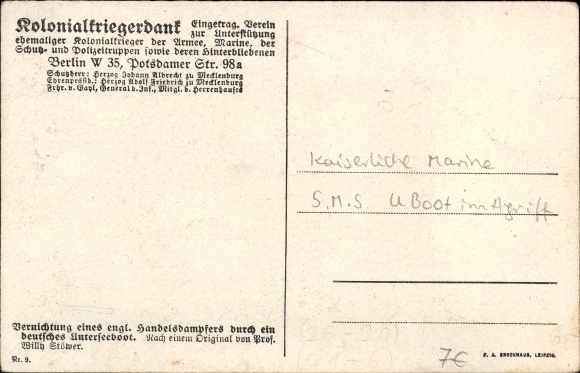 Kolonialkriegerdank Eingetrag. Verein
zur Unterstützung
ehemaliger Kolonialkrieger der Armee, Marine, der
Schutz- und Polizeitruppen sowie deren Hinterbliebenen
Berlin W 35, Potsdamer Str. 98a
Schutzherr: Herzog Johann Albrecht zu Mecklenburg
Ehrenpräsid.: Herzog Adolf Friedrich zu Mecklenburg
Frhr. v. Gayl, General d. Inf., Mitgl. d. Herrenhauses
Kaiserliche Marine
S.M.S U Boot im Agriff
Vernichtung eines engl. Handelsdampfers durch ein
deutsches Unterseeboot. Nach einem Original von Prof.
Willy Stöwer.
Nr. 9.
7€
F. A. BROCKHAUS, LEIPZIG.